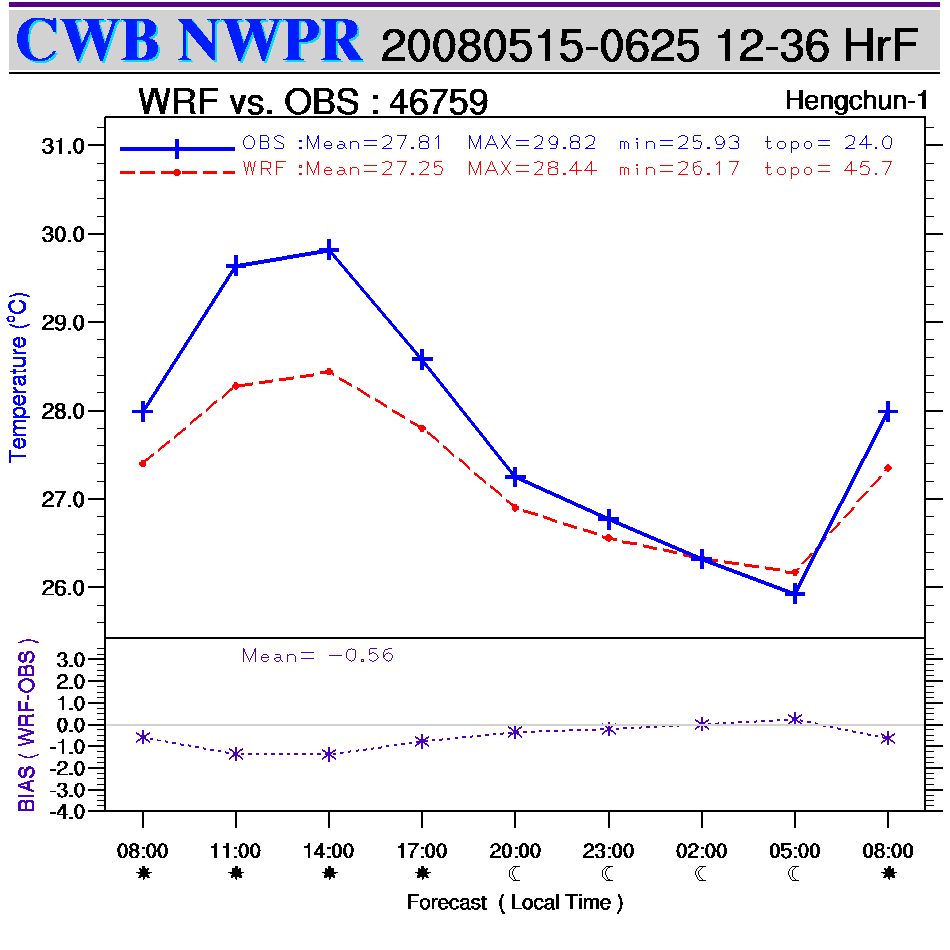 CWB NWPR 20080515-0625 12-36 HrF
WRF vs. OBS : 46759 Hengchun-1
OBS :Mean=27.81 MAX=29.82 min=25.93 topo= 24.0
WRF :Mean=27.25 MAX=28.44 min=26.17 topo= 45.7
31.0
30.0
29.0
28.0
27.0
26.0
Temperature (°C)
Mean= -0.56
3.0
2.0
1.0
0.0
-1.0
-2.0
-3.0
-4.0
BIAS ( WRF-OBS )
08:00 11:00 14:00 17:00 20:00 23:00 02:00 05:00 08:00
Forecast ( Local Time )